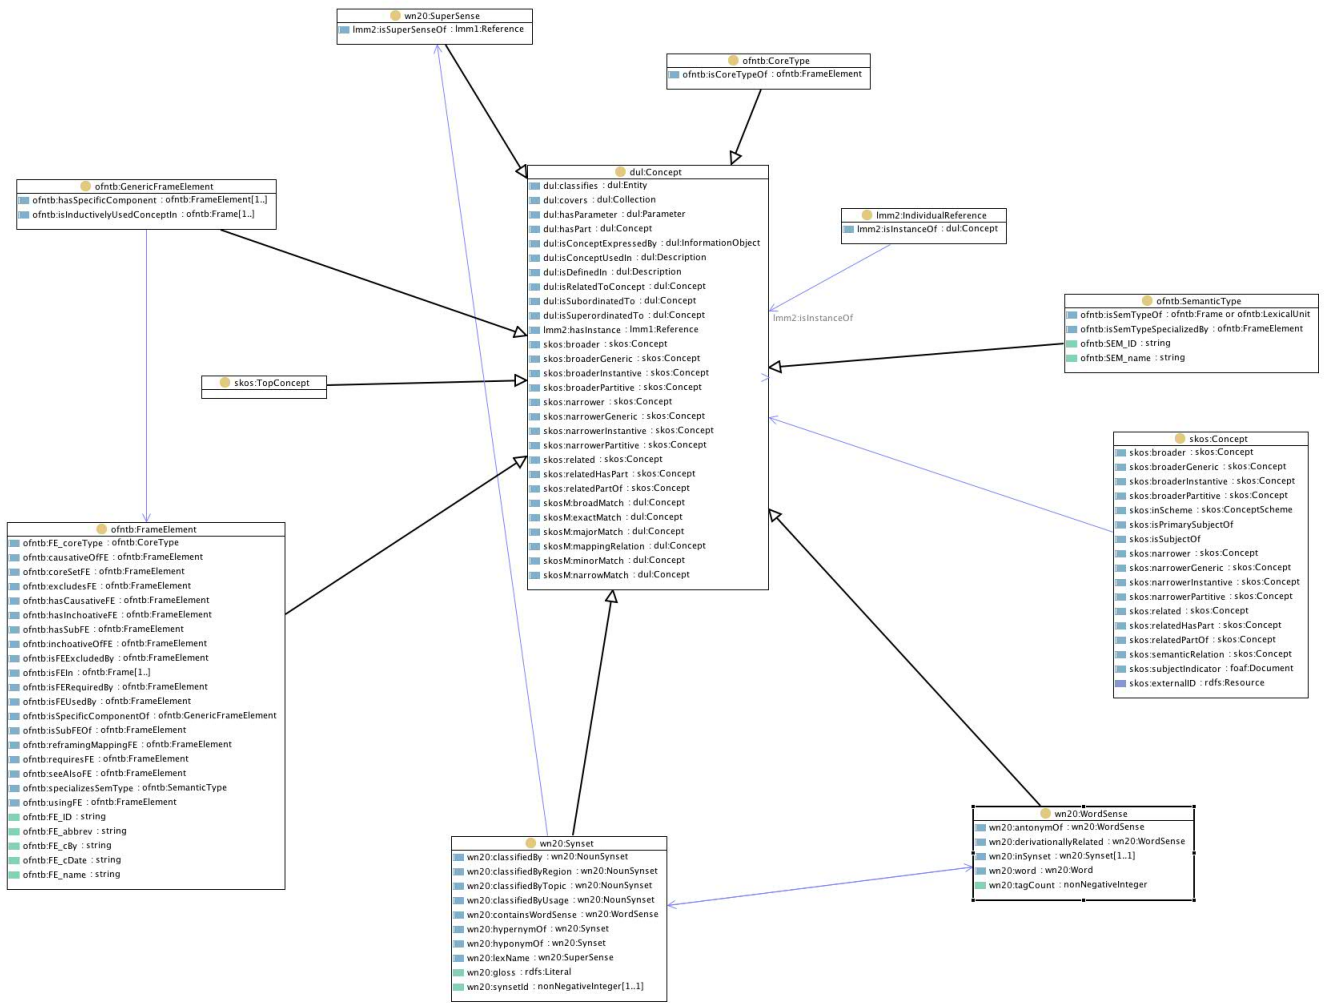 wn20:SuperSense
lmm2:isSuperSenseOf : lmm1:Reference
ofntb:CoreType
ofntb:isCoreTypeOf : ofntb:FrameElement
dul:Concept
dul:classifies : dul:Entity
dul:covers : dul:Collection
dul:hasParameter : dul:Parameter
dul:hasPart : dul:Concept
dul:isConceptExpressedBy : dul:InformationObject
dul:isConceptUsedIn : dul:Description
dul:isDefinedIn : dul:Description
dul:isRelatedToConcept : dul:Concept
dul:isSubordinatedTo : dul:Concept
dul:isSuperordinatedTo : dul:Concept
lmm2:hasInstance : lmm1:Reference
skos:broader : skos:Concept
skos:broaderGeneric : skos:Concept
skos:broaderInstantive : skos:Concept
skos:broaderPartitive : skos:Concept
skos:narrower : skos:Concept
skos:narrowerGeneric : skos:Concept
skos:narrowerInstantive : skos:Concept
skos:narrowerPartitive : skos:Concept
skos:related : skos:Concept
skos:relatedHasPart : skos:Concept
skos:relatedPartOf : skos:Concept
skosM:broadMatch : dul:Concept
skosM:exactMatch : dul:Concept
skosM:majorMatch : dul:Concept
skosM:mappingRelation : dul:Concept
skosM:minorMatch : dul:Concept
skosM:narrowMatch : dul:Concept
ofntb:GenericFrameElement
ofntb:hasSpecificComponent : ofntb:FrameElement[1..]
ofntb:isInductivelyUsedConceptIn : ofntb:Frame[1..]
lmm2:IndividualReference
lmm2:isInstanceOf : dul:Concept
lmm2:isInstanceOf
ofntb:SemanticType
ofntb:isSemTypeOf : ofntb:Frame or ofntb:LexicalUnit
ofntb:isSemTypeSpecializedBy : ofntb:FrameElement
ofntb:SEM_ID : string
ofntb:SEM_name : string
skos:TopConcept
skos:Concept
skos:broader : skos:Concept
skos:broaderGeneric : skos:Concept
skos:broaderInstantive : skos:Concept
skos:broaderPartitive : skos:Concept
skos:inScheme : skos:ConceptScheme
skos:isPrimarySubjectOf
skos:isSubjectOf
skos:narrower : skos:Concept
skos:narrowerGeneric : skos:Concept
skos:narrowerInstantive : skos:Concept
skos:narrowerPartitive : skos:Concept
skos:related : skos:Concept
skos:relatedHasPart : skos:Concept
skos:relatedPartOf : skos:Concept
skos:semanticRelation : skos:Concept
skos:subjectIndicator : foaf:Document
skos:externalID : rdfs:Resource
ofntb:FrameElement
ofntb:FE_coreType : ofntb:CoreType
ofntb:causativeOfFE : ofntb:FrameElement
ofntb:coreSetFE : ofntb:FrameElement
ofntb:excludesFE : ofntb:FrameElement
ofntb:hasCausativeFE : ofntb:FrameElement
ofntb:hasInchoativeFE : ofntb:FrameElement
ofntb:hasSubFE : ofntb:FrameElement
ofntb:inchoativeOfFE : ofntb:FrameElement
ofntb:isFEExcludedBy : ofntb:FrameElement
ofntb:isFEIn : ofntb:Frame[1..]
ofntb:isFERequiredBy : ofntb:FrameElement
ofntb:isFEUsedBy : ofntb:FrameElement
ofntb:isSpecificComponentOf : ofntb:GenericFrameElement
ofntb:isSubFEOf : ofntb:FrameElement
ofntb:reframingMappingFE : ofntb:FrameElement
ofntb:requiresFE : ofntb:FrameElement
ofntb:seeAlsoFE : ofntb:FrameElement
ofntb:specializesSemType : ofntb:SemanticType
ofntb:usingFE : ofntb:FrameElement
ofntb:FE_ID : string
ofntb:FE_abbrev : string
ofntb:FE_cBy : string
ofntb:FE_cDate : string
ofntb:FE_name : string
wn20:Synset
wn20:classifiedBy : wn20:NounSynset
wn20:classifiedByRegion : wn20:NounSynset
wn20:classifiedByTopic : wn20:NounSynset
wn20:classifiedByUsage : wn20:NounSynset
wn20:containsWordSense : wn20:WordSense
wn20:hypernymOf : wn20:Synset
wn20:hyponymOf : wn20:Synset
wn20:lexName : wn20:SuperSense
wn20:gloss : rdfs:Literal
wn20:synsetId : nonNegativeInteger[1..1]
wn20:WordSense
wn20:antonymOf : wn20:WordSense
wn20:derivationallyRelated : wn20:WordSense
wn20:inSynset : wn20:Synset[1..1]
wn20:word : wn20:Word
wn20:tagCount : nonNegativeInteger